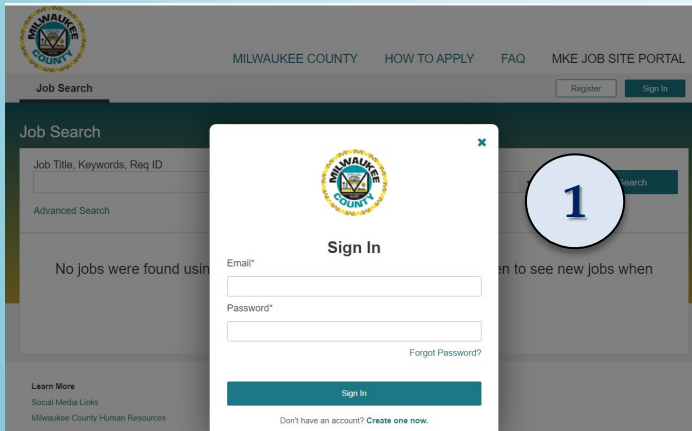 MILWAUKEE
COUNTY
MILWAUKEE COUNTY HOW TO APPLY FAQ MKE JOB SITE PORTAL
Job Search
Register Sign In
Job Search
Job Title, Keywords, Req ID
Search
Advanced Search
1
MILWAUKEE
COUNTY
Sign In
Email*
Password*
Forgot Password?
Sign In
Don't have an account? Create one now.
No jobs were found en to see new jobs when
Learn More
Social Media Links
Milwaukee County Human Resources